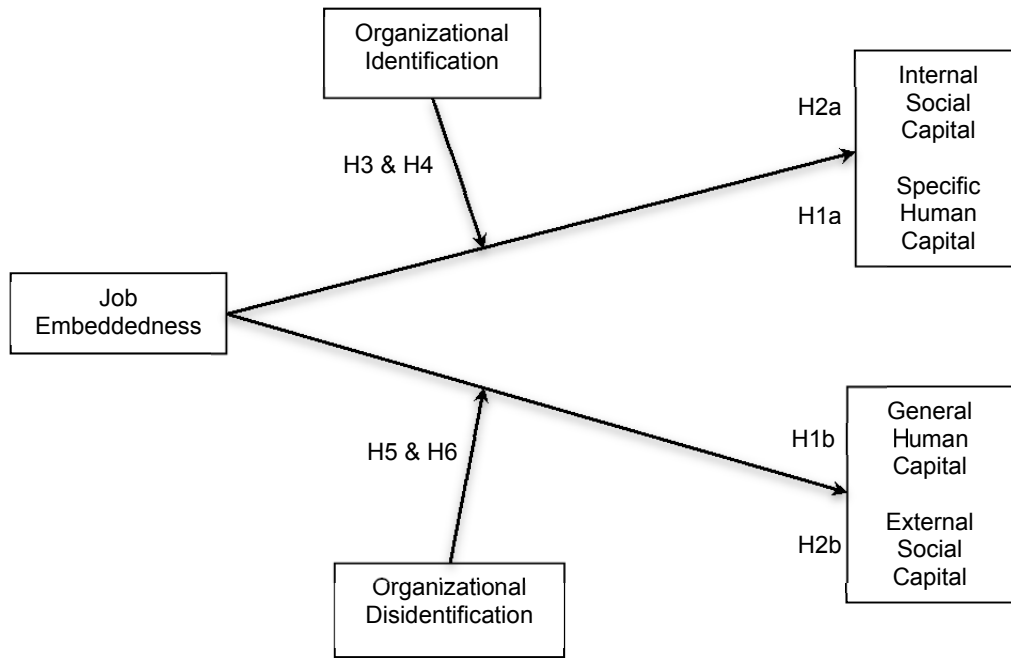 Organizational
Identification
Internal
Social
Capital
H2a
H3 & H4
Specific
Human
Capital
H1a
Job
Embeddedness
General
Human
Capital
H1b
H5 & H6
External
Social
Capital
H2b
Organizational
Disidentification